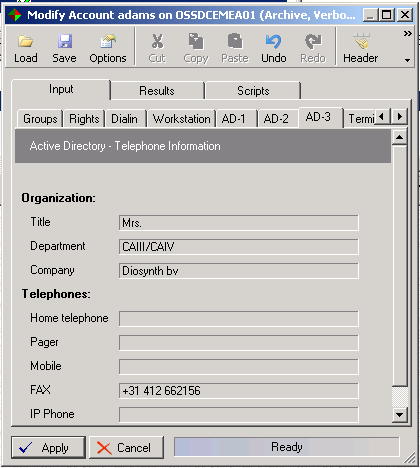 Modify Account adams on OSSDCEMEA01 (Archive, Verbo...
Load Save Options Cut Copy Paste Undo Redo Header
Input Results Scripts
Groups Rights Dialin Workstation AD-1 AD-2 AD-3 Termi
Active Directory - Telephone Information
Organization:
Title Mrs.
Department CAIII/CAIV
Company Diosynth bv
Telephones:
Home telephone
Pager
Mobile
FAX +31 412 662156
IP Phone
Apply Cancel Ready